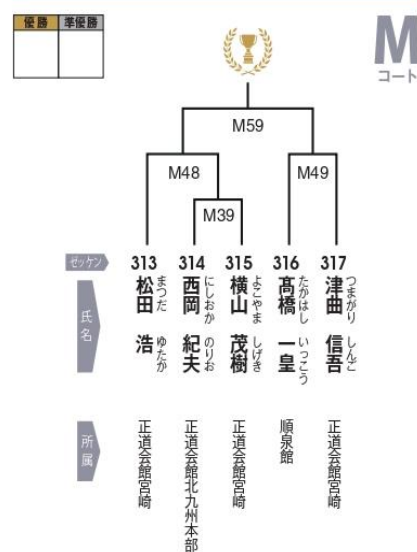 優勝 準優勝
M
コート
M59
M48 M49
M39
ゼッケン 313 314 315 316 317
氏名
松田 浩 まつだ ゆたか
西岡 紀夫 にしおか のりお
横山 茂樹 よこやま しげき
髙橋 一皇 たかはし いっこう
津曲 信吾 つまがり しんご
所属
正道会館宮崎
正道会館北九州本部
正道会館宮崎
順泉館
正道会館宮崎